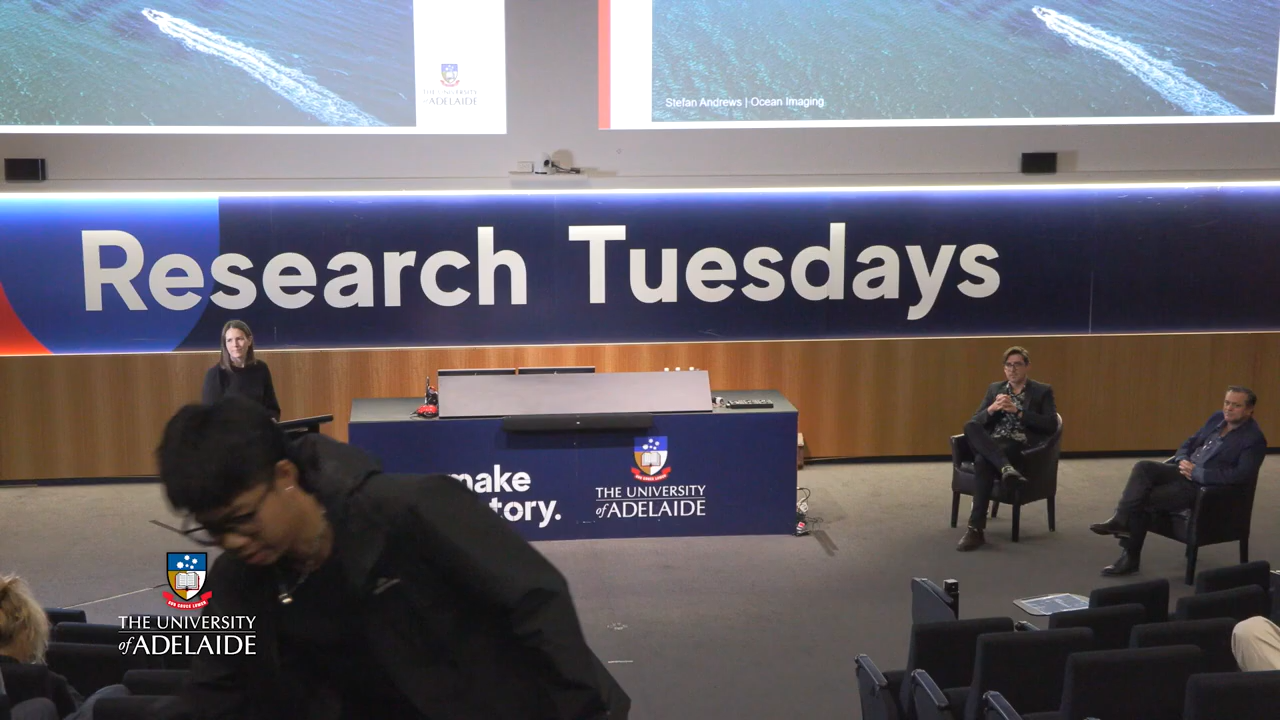 THE UNIVERSITY
of ADELAIDE
Stefan Andrews | Ocean Imaging
Research Tuesdays
make
tory.
THE UNIVERSITY
of ADELAIDE
THE UNIVERSITY
of ADELAIDE